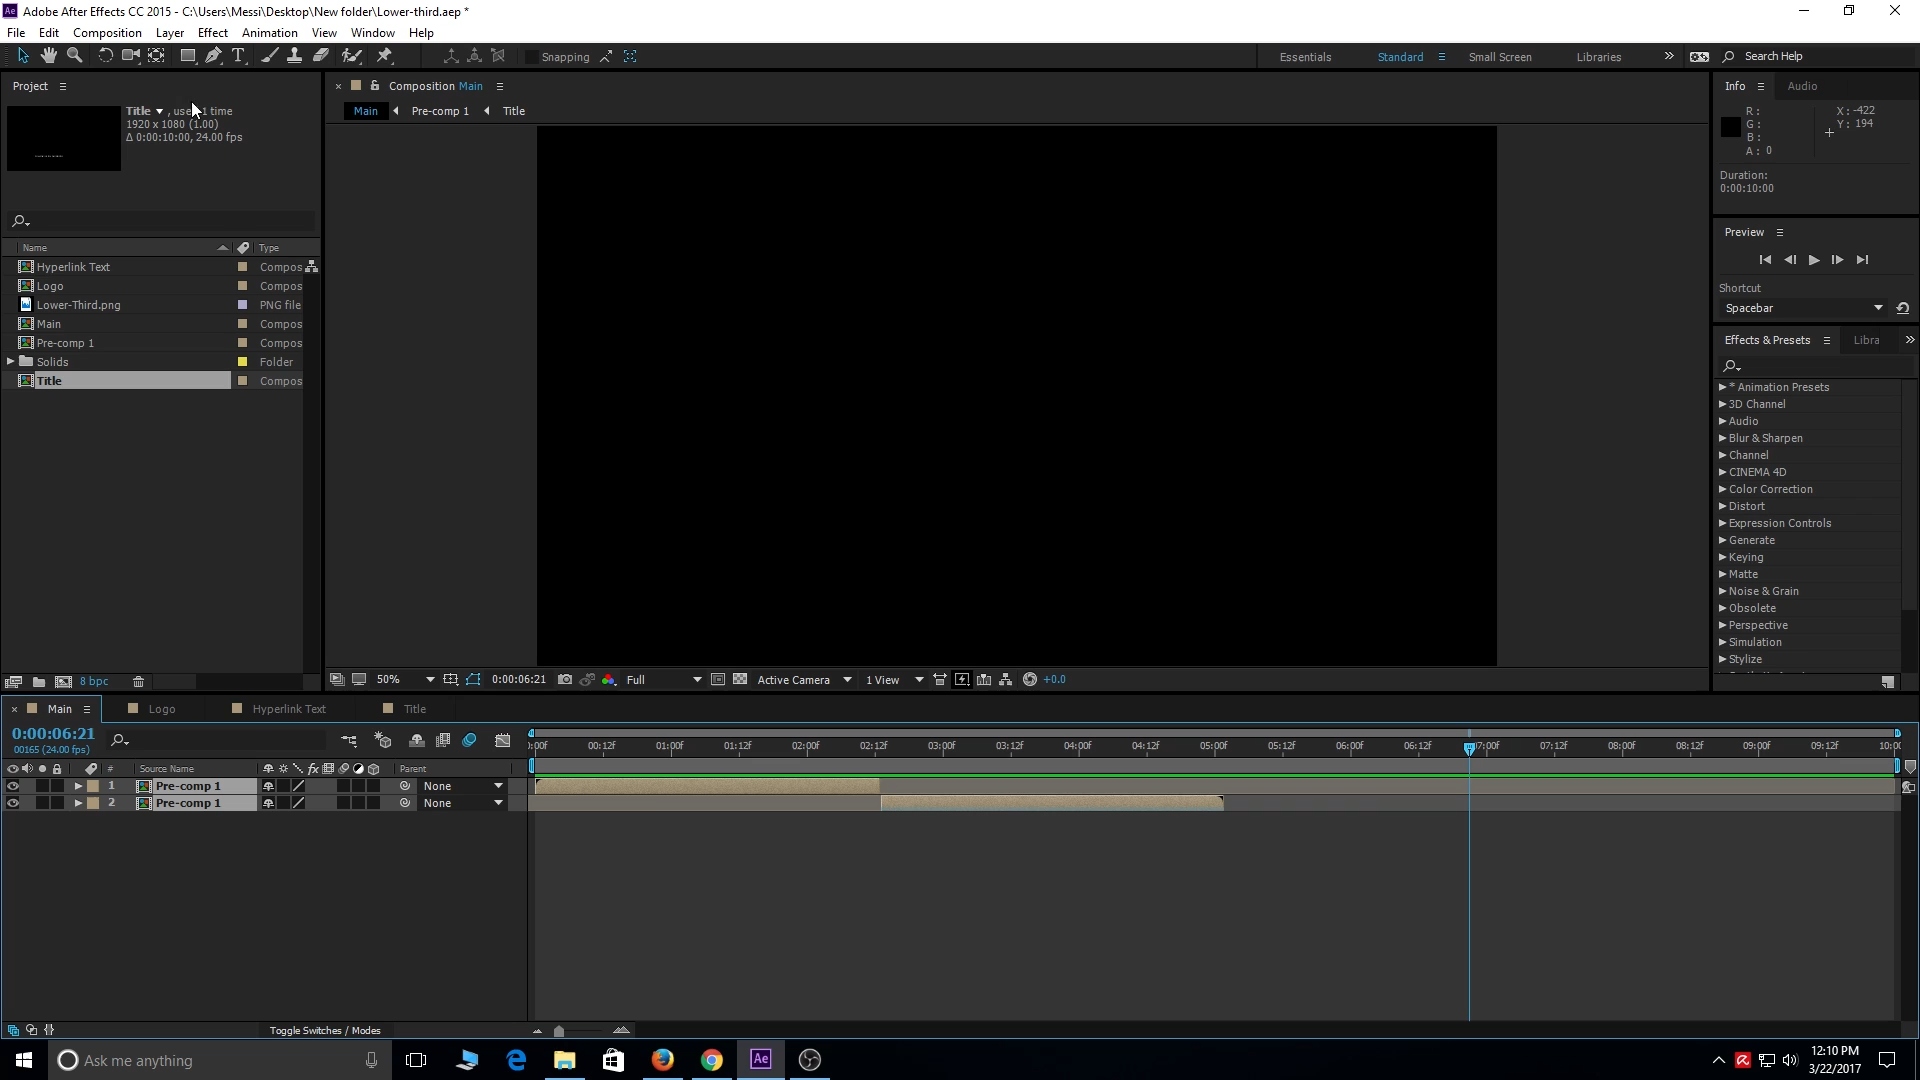 Ae Adobe After Effects CC 2015 - C:\Users\Messi\Desktop\New folder\Lower-third.aep *
File Edit Composition Layer Effect Animation View Window Help
Snapping
Essentials Standard Small Screen Libraries » Search Help
Project
Title , use 1 time
1920 x 1080 (1.00)
Δ 0:00:10:00, 24.00 fps
Name Type
Hyperlink Text Compos
Logo Compos
Lower-Third.png PNG file
Main Compos
Pre-comp 1 Compos
Solids Folder
Title Compos
8 bpc
Composition Main
Main Pre-comp 1 Title
50% 0:00:06:21 Full Active Camera 1 View +0.0
Info Audio
R: X: -422
G: Y: 194
B:
A: 0
Duration:
0:00:10:00
Preview
Shortcut
Spacebar
Effects & Presets Libra »
* Animation Presets
3D Channel
Audio
Blur & Sharpen
Channel
CINEMA 4D
Color Correction
Distort
Expression Controls
Generate
Keying
Matte
Noise & Grain
Obsolete
Perspective
Simulation
Stylize
Main Logo Hyperlink Text Title
0:00:06:21
00165 (24.00 fps)
):00f 00:12f 01:00f 01:12f 02:00f 02:12f 03:00f 03:12f 04:00f 04:12f 05:00f 05:12f 06:00f 06:12f 07:00f 07:12f 08:00f 08:12f 09:00f 09:12f 10:00
# Source Name fx Parent
1 Pre-comp 1 None
2 Pre-comp 1 None
Toggle Switches / Modes
Ask me anything
Ae
12:10 PM
3/22/2017